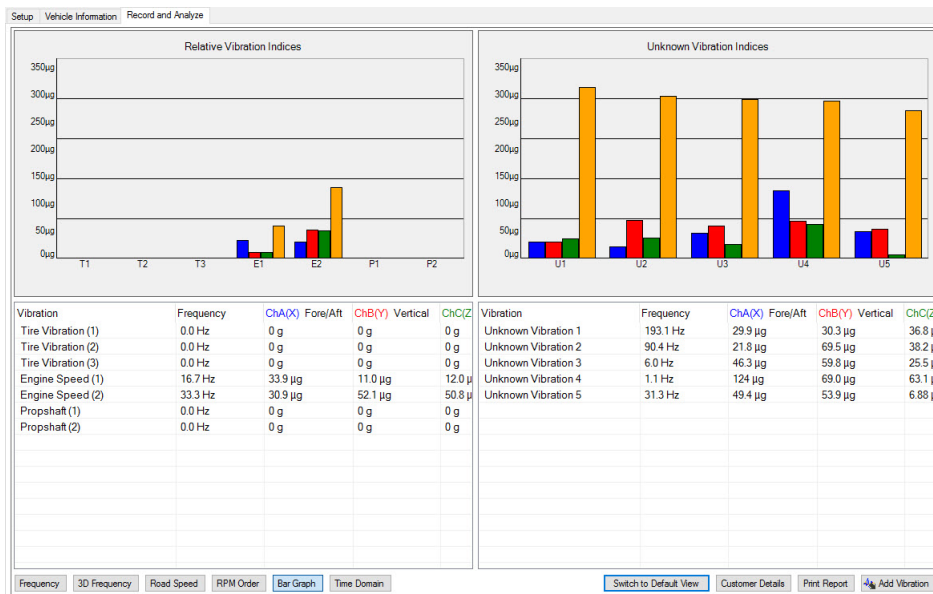 Setup Vehicle Information Record and Analyze
Relative Vibration Indices
350µg
300µg
250µg
200µg
150µg
100µg
50µg
0µg
T1 T2 T3 E1 E2 P1 P2
Unknown Vibration Indices
350µg
300µg
250µg
200µg
150µg
100µg
50µg
0µg
U1 U2 U3 U4 U5
Vibration Frequency ChA(X) Fore/Aft ChB(Y) Vertical ChC(Z
Tire Vibration (1) 0.0 Hz 0 g 0 g 0 g
Tire Vibration (2) 0.0 Hz 0 g 0 g 0 g
Tire Vibration (3) 0.0 Hz 0 g 0 g 0 g
Engine Speed (1) 16.7 Hz 33.9 µg 11.0 µg 12.0 µ
Engine Speed (2) 33.3 Hz 30.9 µg 52.1 µg 50.8 µ
Propshaft (1) 0.0 Hz 0 g 0 g 0 g
Propshaft (2) 0.0 Hz 0 g 0 g 0 g
Vibration Frequency ChA(X) Fore/Aft ChB(Y) Vertical ChC(Z
Unknown Vibration 1 193.1 Hz 29.9 µg 30.3 µg 36.8 µ
Unknown Vibration 2 90.4 Hz 21.8 µg 69.5 µg 38.2 µ
Unknown Vibration 3 6.0 Hz 46.3 µg 59.8 µg 25.5 µ
Unknown Vibration 4 1.1 Hz 124 µg 69.0 µg 63.1 µ
Unknown Vibration 5 31.3 Hz 49.4 µg 53.9 µg 6.88 µ
Frequency 3D Frequency Road Speed RPM Order Bar Graph Time Domain
Switch to Default View Customer Details Print Report Add Vibration